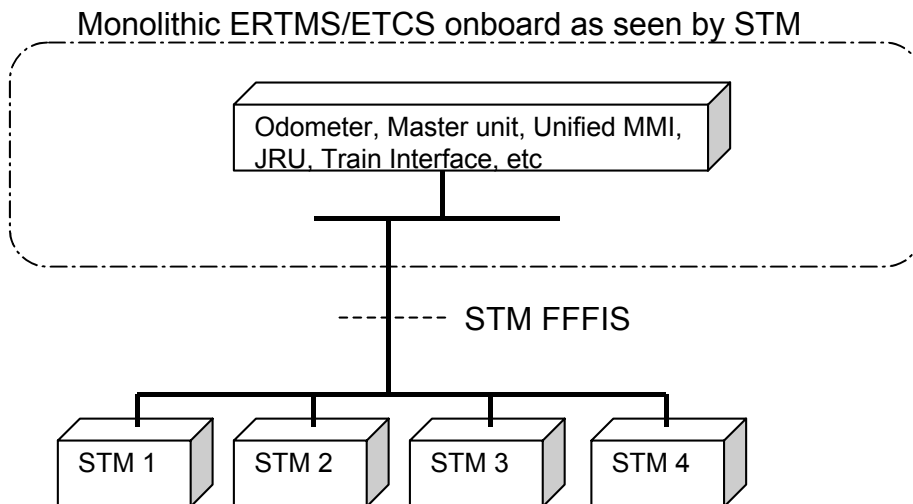 Monolithic ERTMS/ETCS onboard as seen by STM
Odometer, Master unit, Unified MMI,
JRU, Train Interface, etc
STM FFFIS
STM 1
STM 2
STM 3
STM 4